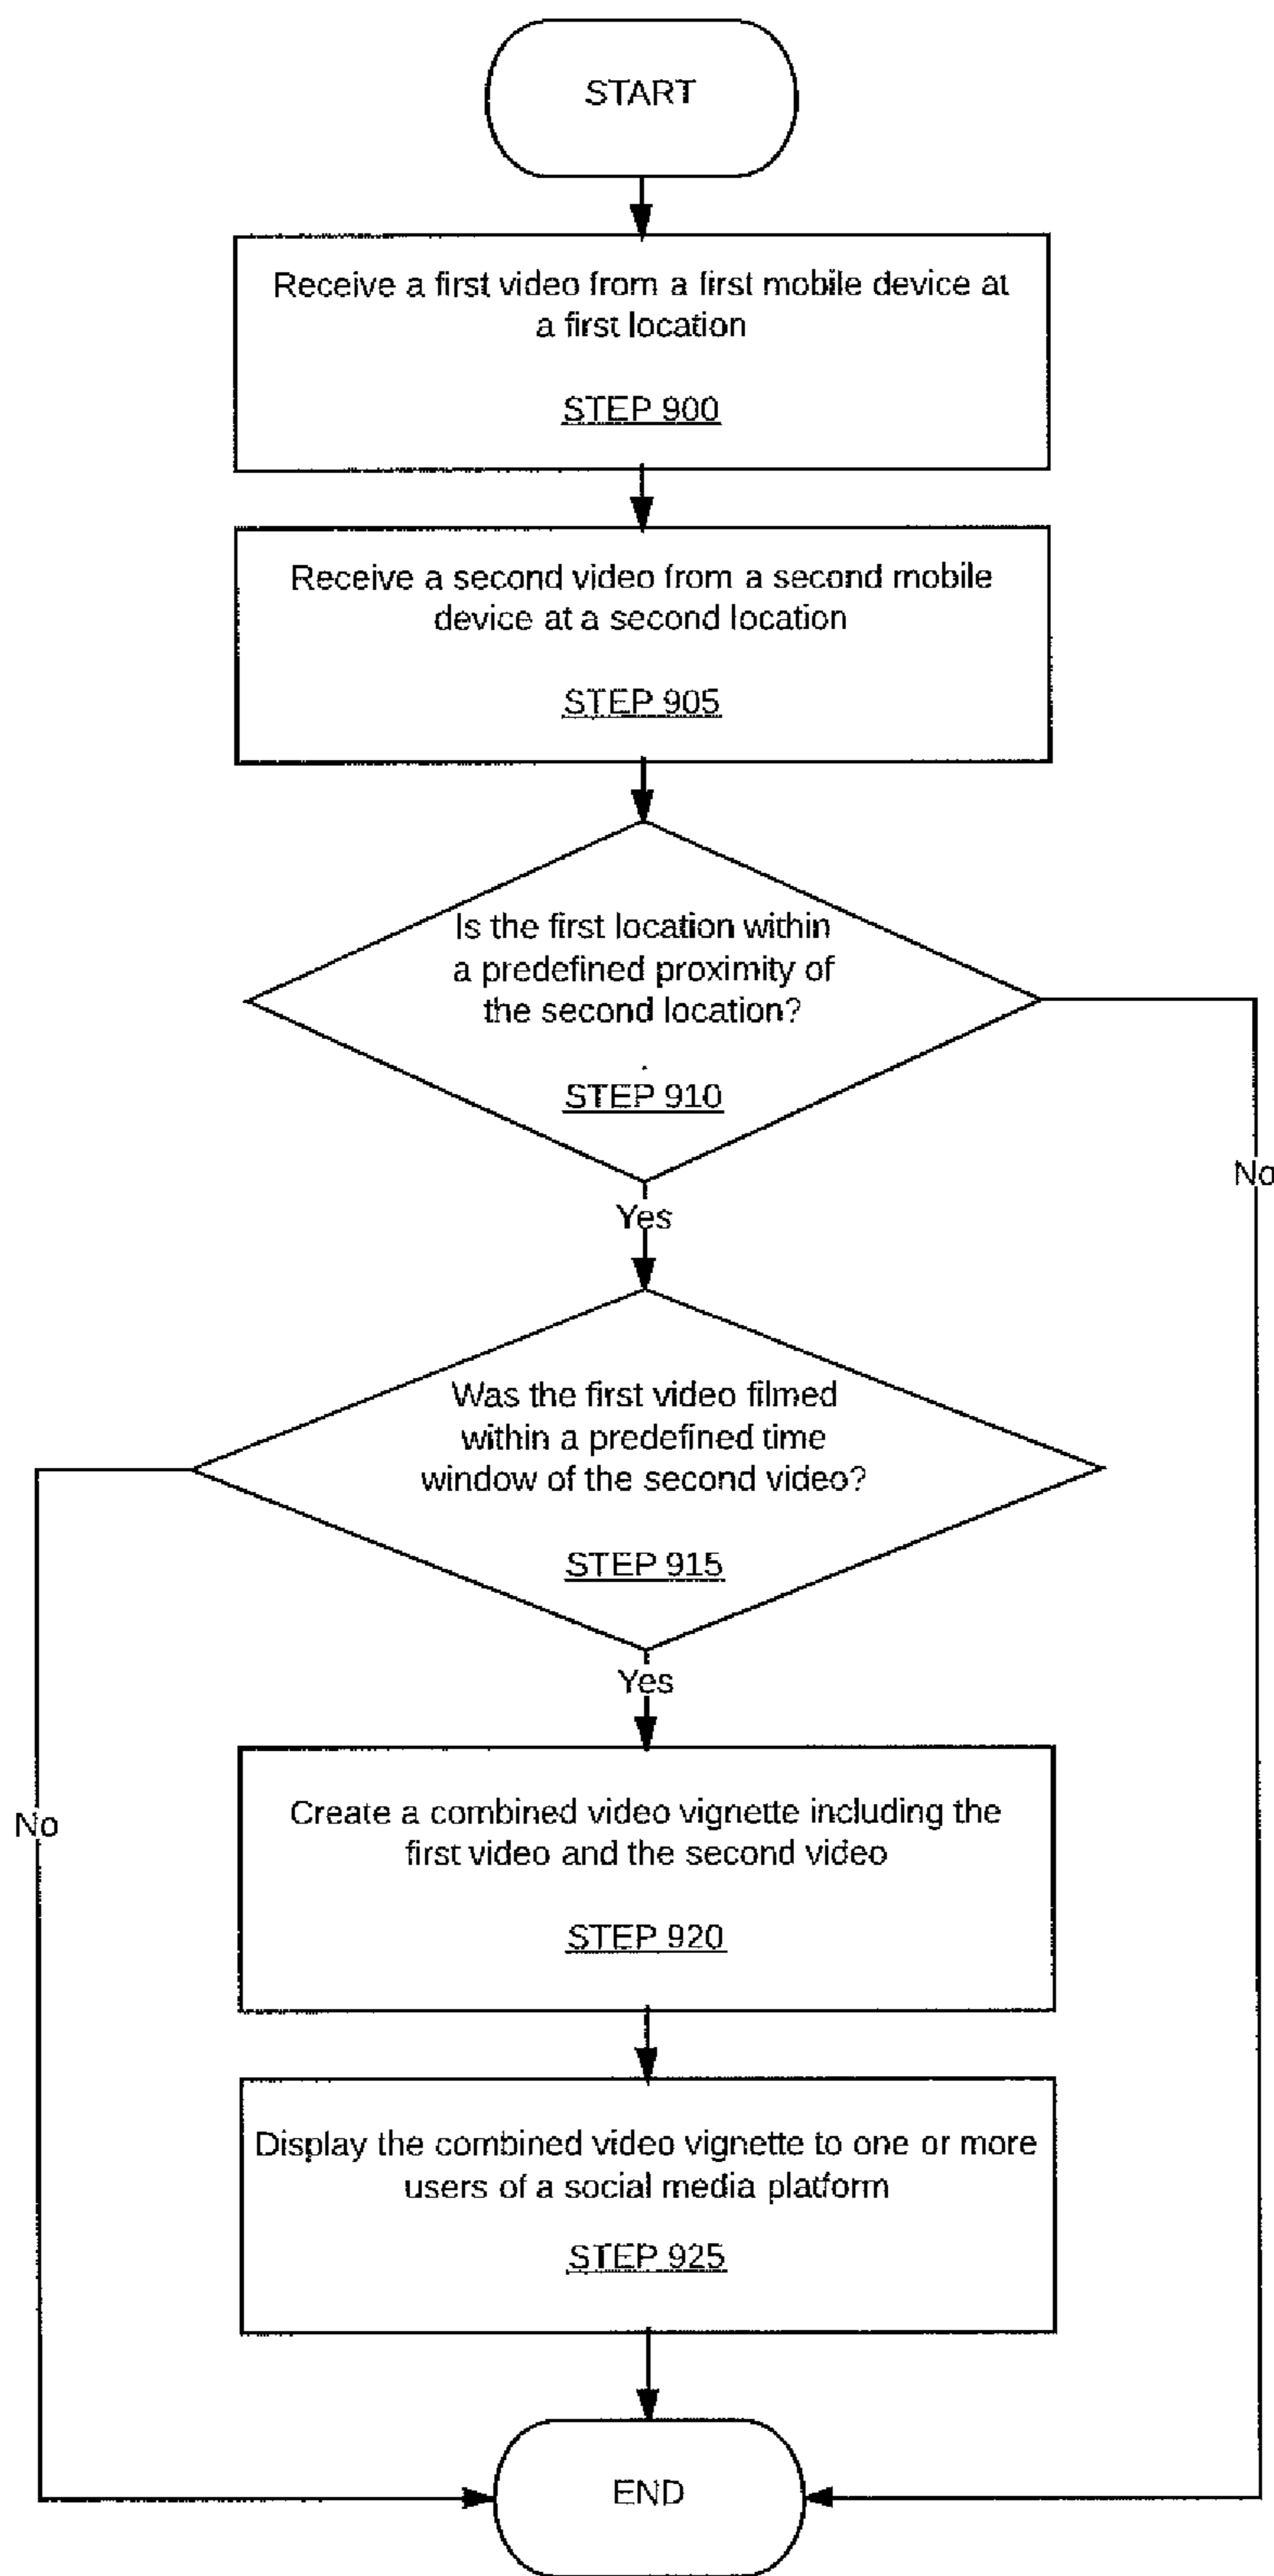 START
Receive a first video from a first mobile device at
a first location
STEP 900
Receive a second video from a second mobile
device at a second location
STEP 905
Is the first location within
a predefined proximity of
the second location?
STEP 910
No
Yes
Was the first video filmed
within a predefined time
window of the second video?
STEP 915
Yes
No
Create a combined video vignette including the
first video and the second video
STEP 920
Display the combined video vignette to one or more
users of a social media platform
STEP 925
END